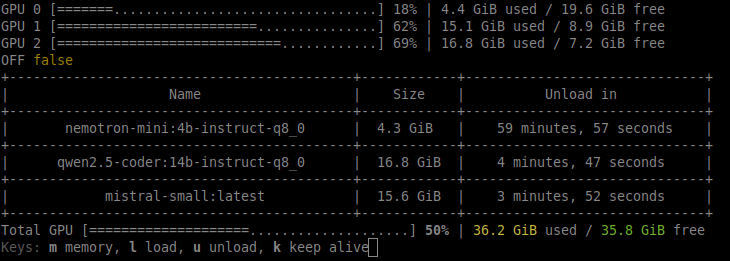 GPU 0 [=======.................................] 18% | 4.4 GiB used / 19.6 GiB free
GPU 1 [=========================...............] 62% | 15.1 GiB used / 8.9 GiB free
GPU 2 [============================............] 69% | 16.8 GiB used / 7.2 GiB free
OFF false
+-------------------------------------------+------------+------------------------------+
| Name | Size | Unload in |
+-------------------------------------------+------------+------------------------------+
| nemotron-mini:4b-instruct-q8_0 | 4.3 GiB | 59 minutes, 57 seconds |
+-------------------------------------------+------------+------------------------------+
| qwen2.5-coder:14b-instruct-q8_0 | 16.8 GiB | 4 minutes, 47 seconds |
+-------------------------------------------+------------+------------------------------+
| mistral-small:latest | 15.6 GiB | 3 minutes, 52 seconds |
+-------------------------------------------+------------+------------------------------+
Total GPU [====================....................] 50% | 36.2 GiB used / 35.8 GiB free
Keys: m memory, l load, u unload, k keep alive